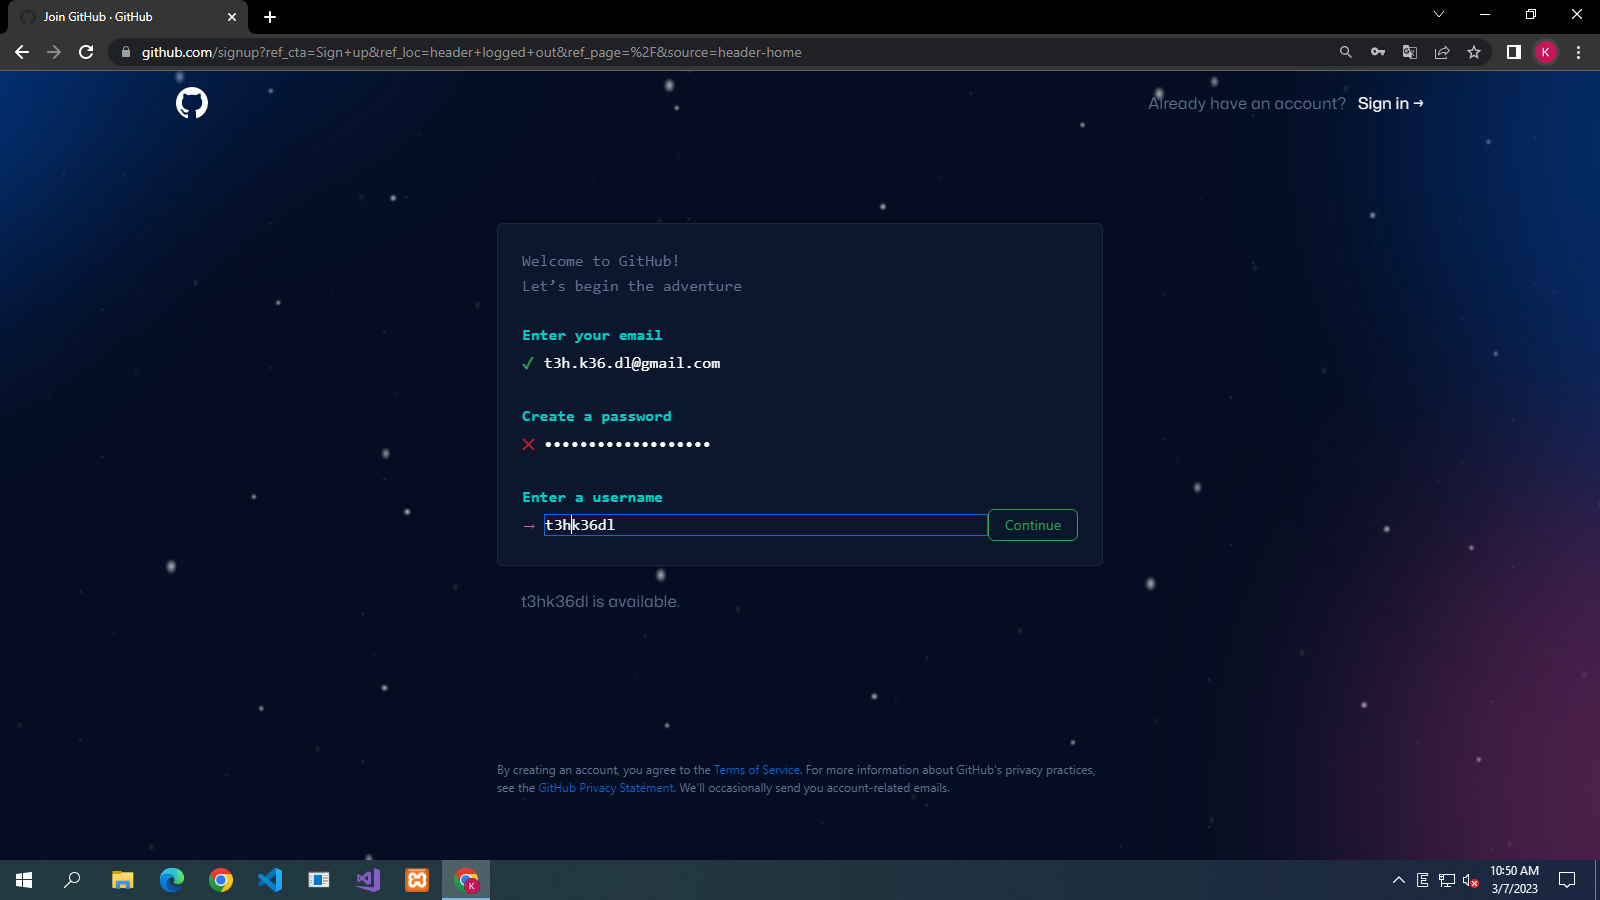 Join GitHub · GitHub
github.com/signup?ref_cta=Sign+up&ref_loc=header+logged+out&ref_page=%2F&source=header-home
K
Already have an account? Sign in →
Welcome to GitHub!
Let’s begin the adventure
Enter your email
✓ t3h.k36.dl@gmail.com
Create a password
•••••••••••••••••••
Enter a username
→ t3hk36dl Continue
t3hk36dl is available.
By creating an account, you agree to the Terms of Service. For more information about GitHub's privacy practices,
see the GitHub Privacy Statement. We'll occasionally send you account-related emails.
K
E
10:50 AM
3/7/2023